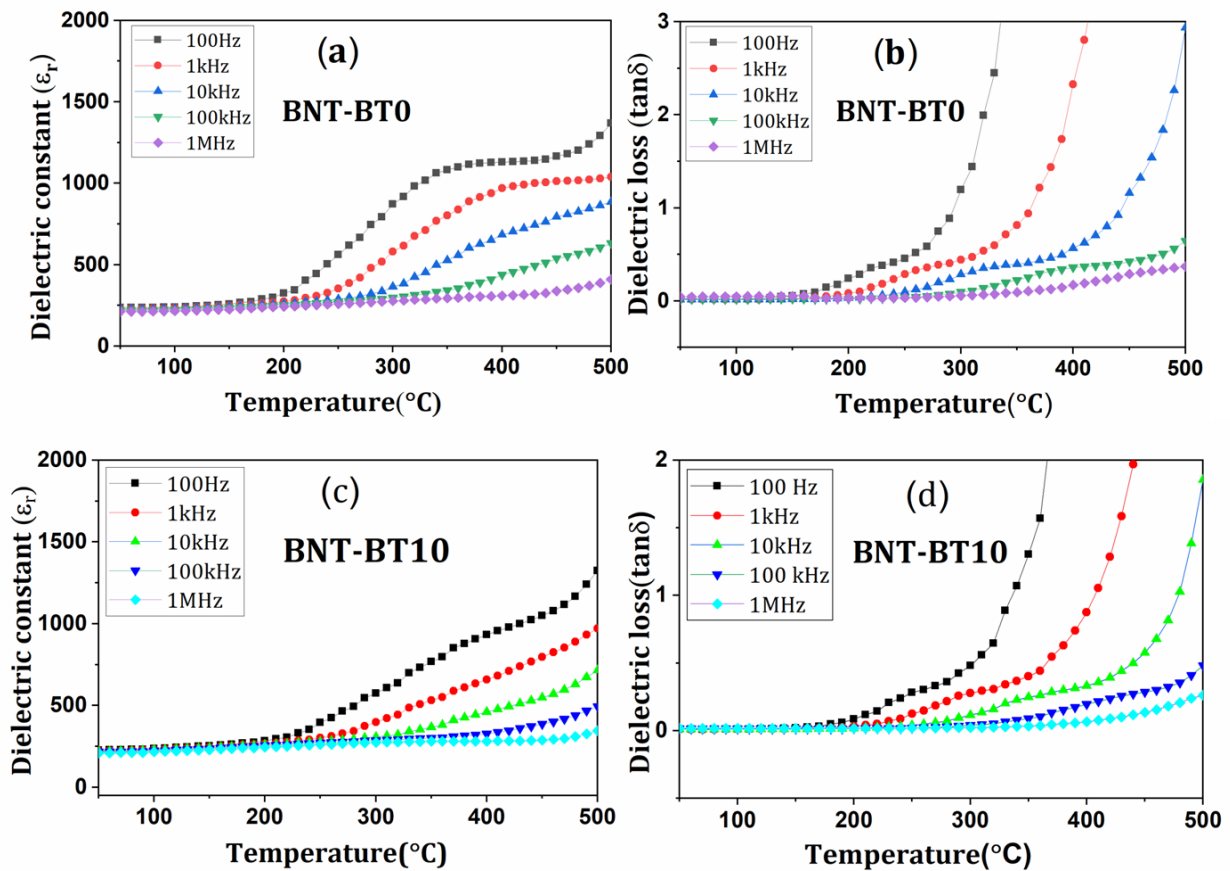 2000
1500
1000
500
0
Dielectric constant (εr)
100Hz
1kHz
10kHz
100kHz
1MHz
(a)
BNT-BT0
100
200
300
400
500
Temperature(°C)
3
2
1
0
Dielectric loss (tanδ)
100Hz
1kHz
10kHz
100kHz
1MHz
(b)
BNT-BT0
100
200
300
400
500
Temperature(°C)
2000
1500
1000
500
0
Dielectric constant (εr)
100Hz
1kHz
10kHz
100kHz
1MHz
(c)
BNT-BT10
100
200
300
400
500
Temperature(°C)
2
1
0
Dielectric loss(tanδ)
100 Hz
1kHz
10kHz
100 kHz
1MHz
(d)
BNT-BT10
100
200
300
400
500
Temperature(°C)